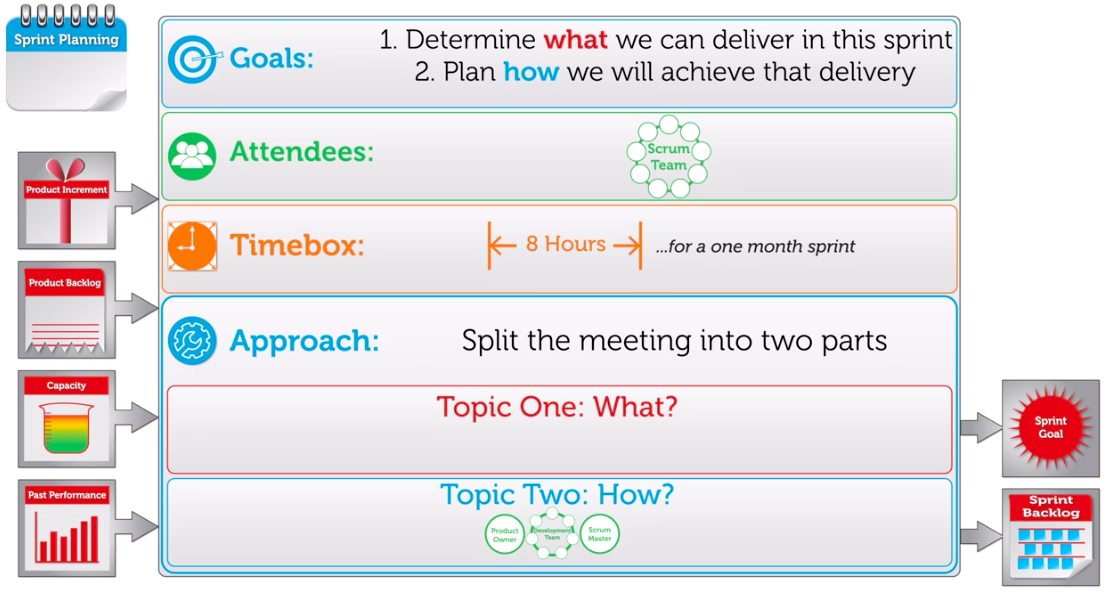 Sprint Planning
Goals:
1. Determine what we can deliver in this sprint
2. Plan how we will achieve that delivery
Attendees:
Scrum
Team
Product Increment
Timebox:
8 Hours
...for a one month sprint
Product Backlog
Approach:
Split the meeting into two parts
Capacity
Topic One: What?
Sprint
Goal
Past Performance
Topic Two: How?
Product
Owner
Development
Team
Scrum
Master
Sprint
Backlog